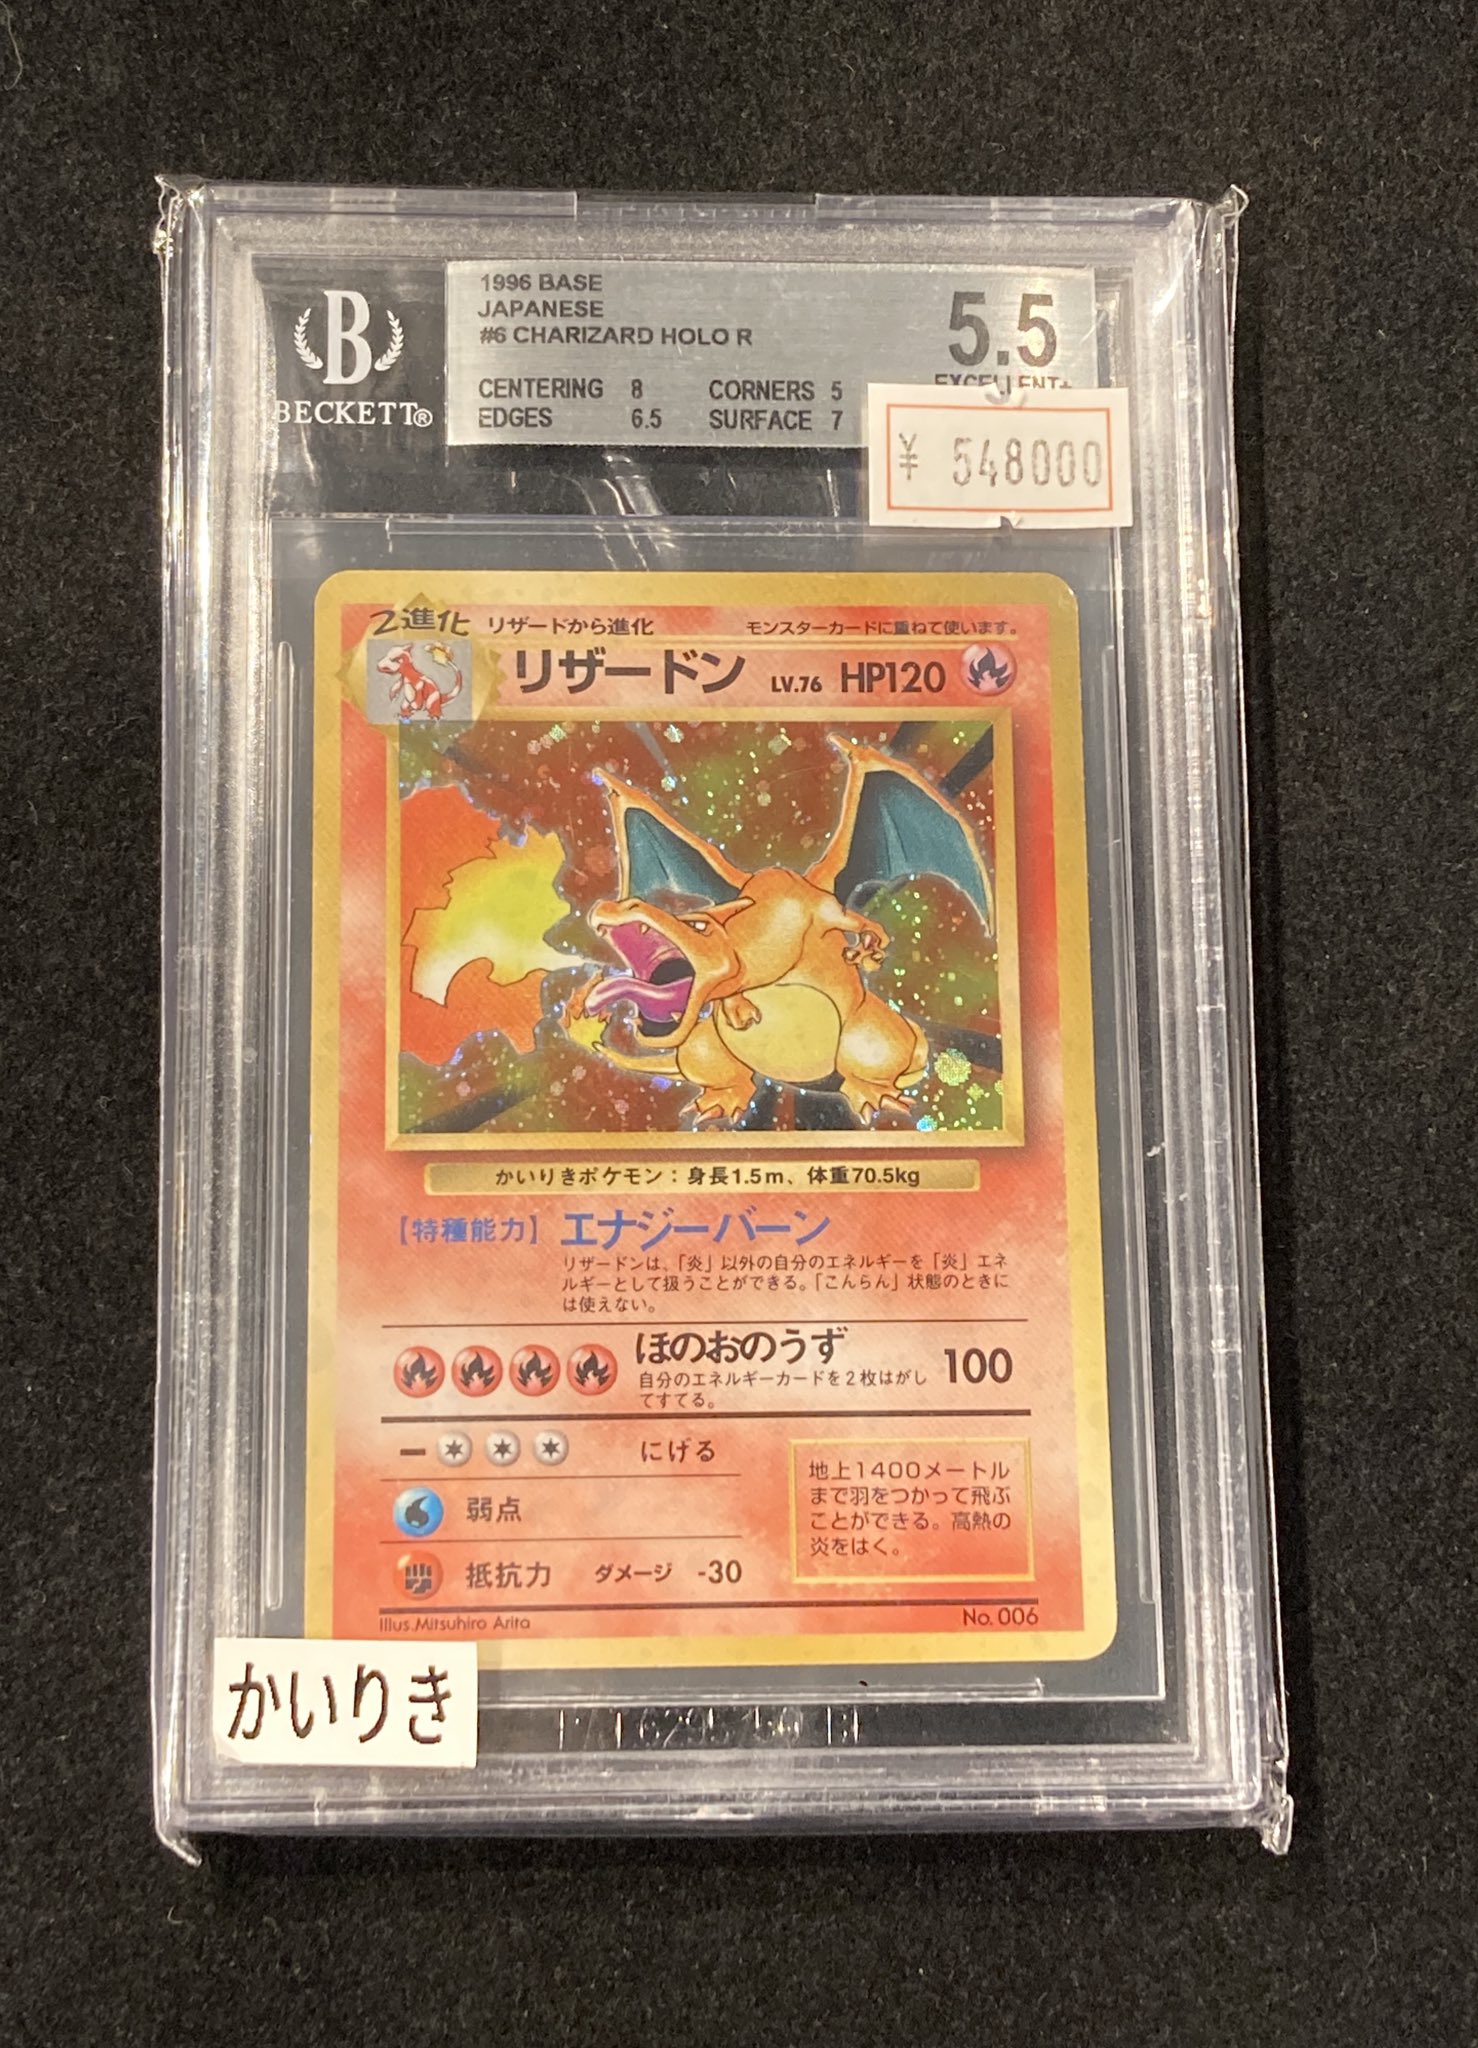 1996 BASE
JAPANESE
#6 CHARIZARD HOLO R
5.5
EXCELLENT+
CENTERING 8 CORNERS 5
EDGES 6.5 SURFACE 7
B
BECKETT®
¥ 548000
2進化 リザードから進化 モンスターカードに重ねて使います。
リザードン LV.76 HP120
かいりきポケモン:身長1.5m、体重70.5kg
【特種能力】 エナジーバーン
リザードンは、「炎」以外の自分のエネルギーを「炎」エネ
ルギーとして扱うことができる。「こんらん」状態のときに
は使えない。
ほのおのうず 100
自分のエネルギーカードを2枚はがし
てすてる。
ー にげる
弱点
抵抗力 ダメージ -30
地上1400メートル
まで羽をつかって飛ぶ
ことができる。高熱の
炎をはく。
Illus.Mitsuhiro Arita No.006
かいりき